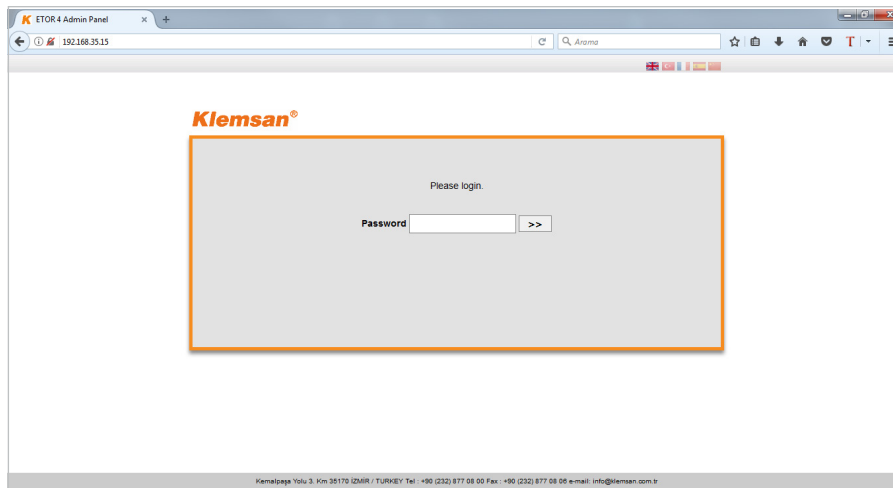 K ETOR 4 Admin Panel
192.168.35.15
Arama
T
Klemsan®
Please login.
Password >>
Kemalpaşa Yolu 3. Km 35170 İZMİR / TURKEY Tel : +90 (232) 877 08 00 Fax : +90 (232) 877 08 06 e-mail: info@klemsan.com.tr